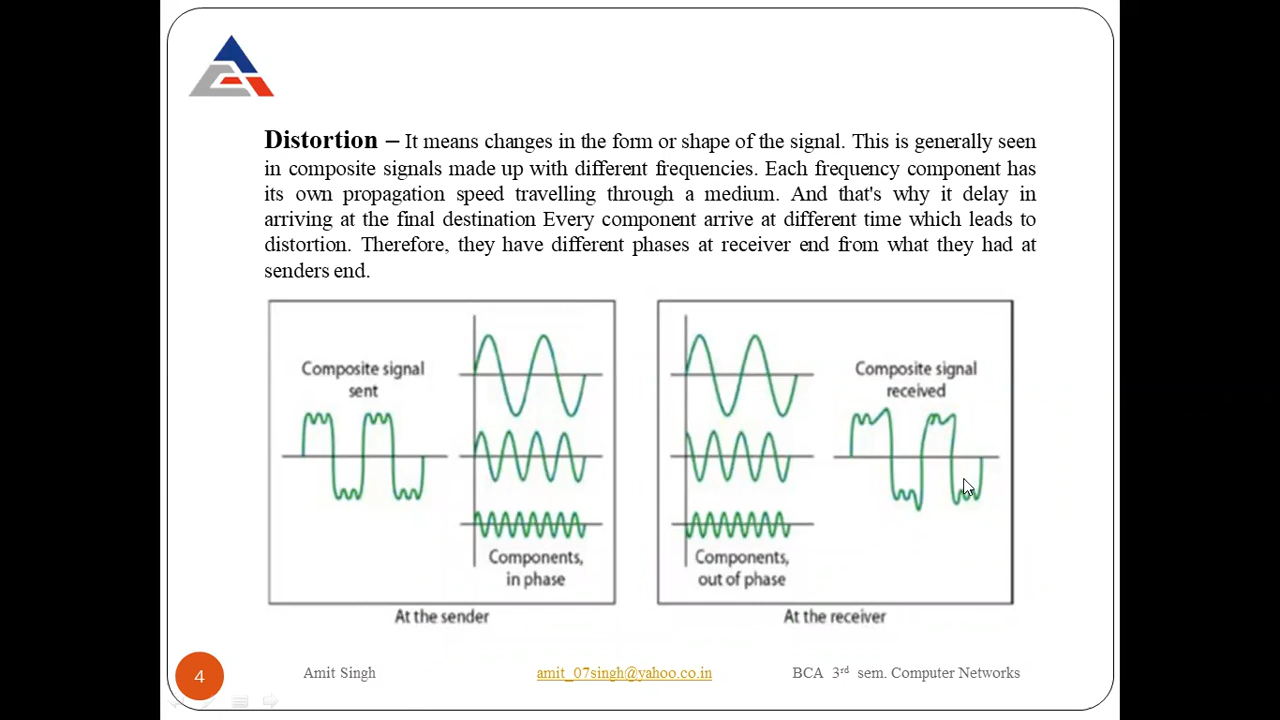 Distortion – It means changes in the form or shape of the signal. This is generally seen
in composite signals made up with different frequencies. Each frequency component has
its own propagation speed travelling through a medium. And that's why it delay in
arriving at the final destination Every component arrive at different time which leads to
distortion. Therefore, they have different phases at receiver end from what they had at
senders end.
Composite signal
sent
Components,
in phase
At the sender
Components,
out of phase
Composite signal
received
At the receiver
4
Amit Singh
amit_07singh@yahoo.co.in
BCA 3rd sem. Computer Networks